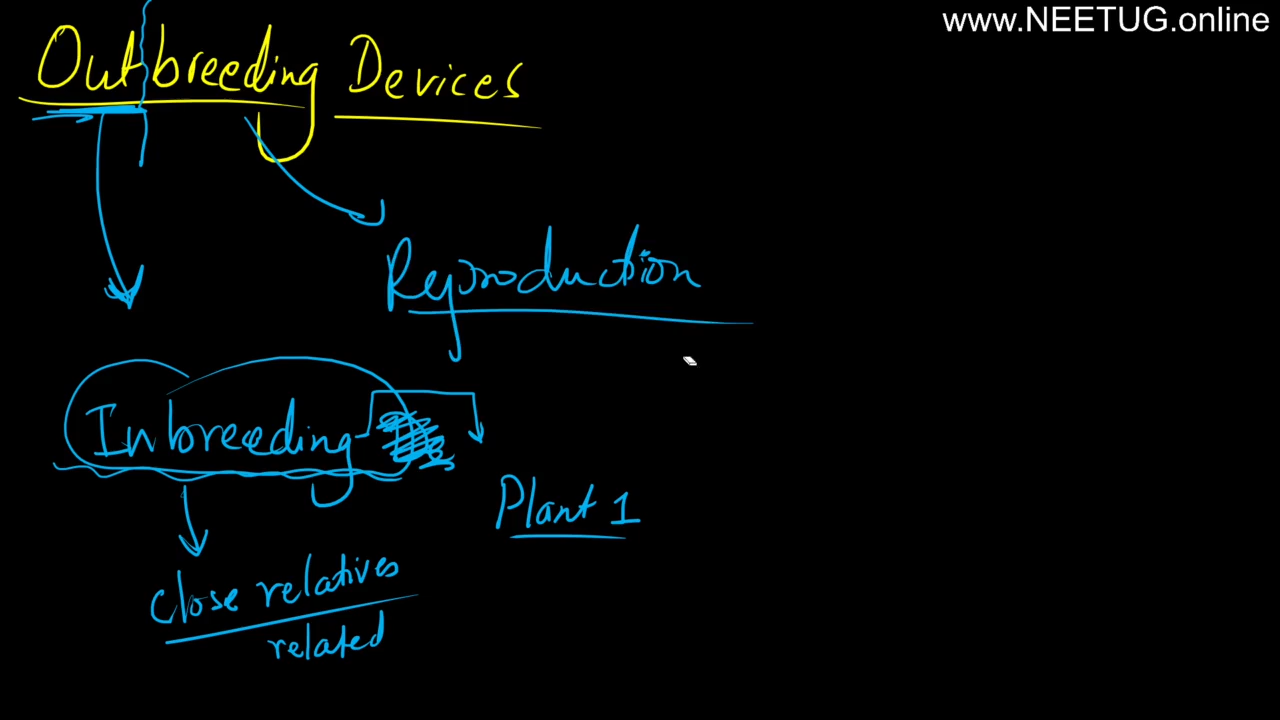 www.NEETUG.online
Outbreeding Devices
Reproduction
Inbreeding
Plant 1
Close relatives
related